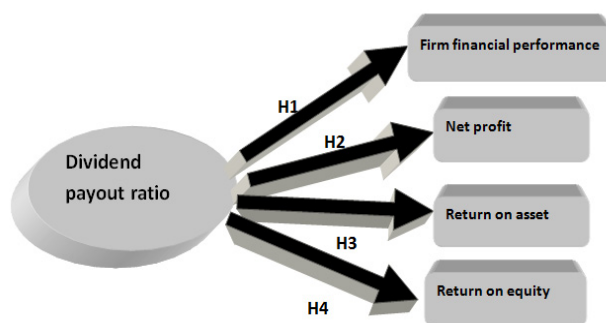 Firm financial performance
H1
H2
Net profit
Dividend
payout ratio
Return on asset
H3
Return on equity
H4